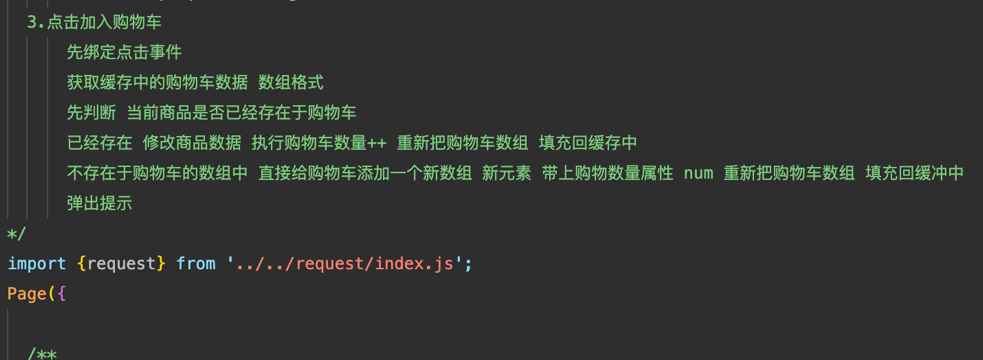 3.点击加入购物车
先绑定点击事件
获取缓存中的购物车数据 数组格式
先判断 当前商品是否已经存在于购物车
已经存在 修改商品数据 执行购物车数量++ 重新把购物车数组 填充回缓存中
不存在于购物车的数组中 直接给购物车添加一个新数组 新元素 带上购物数量属性 num 重新把购物车数组 填充回缓冲中
弹出提示
*/
import {request} from '../../request/index.js';
Page({
/**